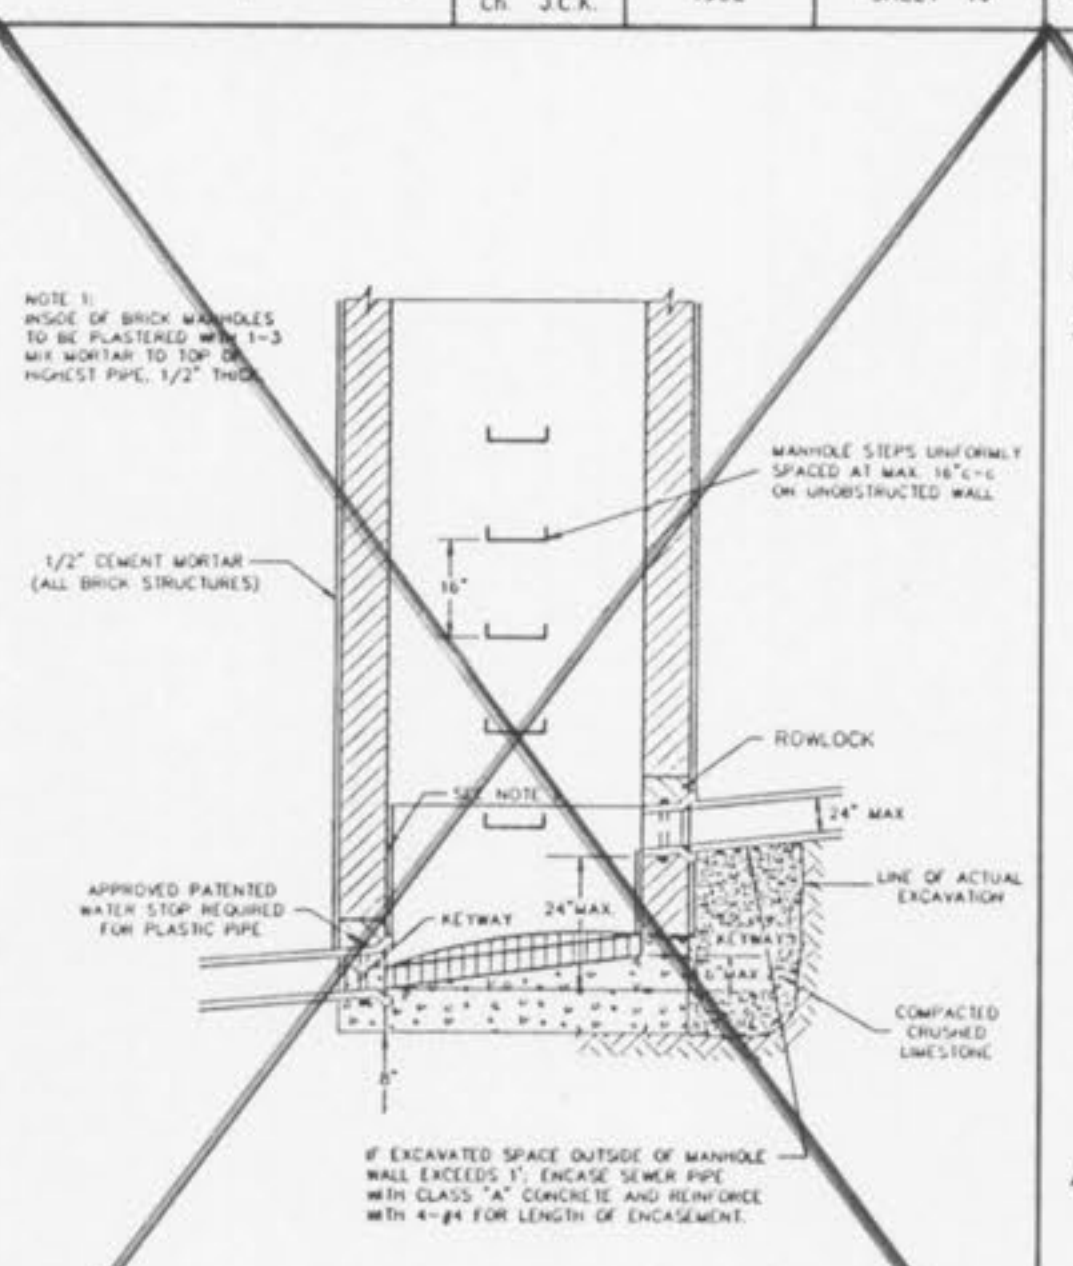 Ch. J.C.K.
NOTE 1:
INSIDE OF BRICK MANHOLES
TO BE PLASTERED WITH 1-3
MIX MORTAR TO TOP OF
HIGHEST PIPE, 1/2" THICK
MANHOLE STEPS UNIFORMLY
SPACED AT MAX. 16"c-c
ON UNOBSTRUCTED WALL
1/2" CEMENT MORTAR
(ALL BRICK STRUCTURES)
16"
ROWLOCK
SEE NOTE
24" MAX
APPROVED PATENTED
WATER STOP REQUIRED
FOR PLASTIC PIPE
KEYWAY
24" MAX.
LINE OF ACTUAL
EXCAVATION
KEYWAY
6" MAX
COMPACTED
CRUSHED
LIMESTONE
8"
IF EXCAVATED SPACE OUTSIDE OF MANHOLE
WALL EXCEEDS 1', ENCASE SEWER PIPE
WITH CLASS "A" CONCRETE AND REINFORCE
WITH 4-#4 FOR LENGTH OF ENCASEMENT.